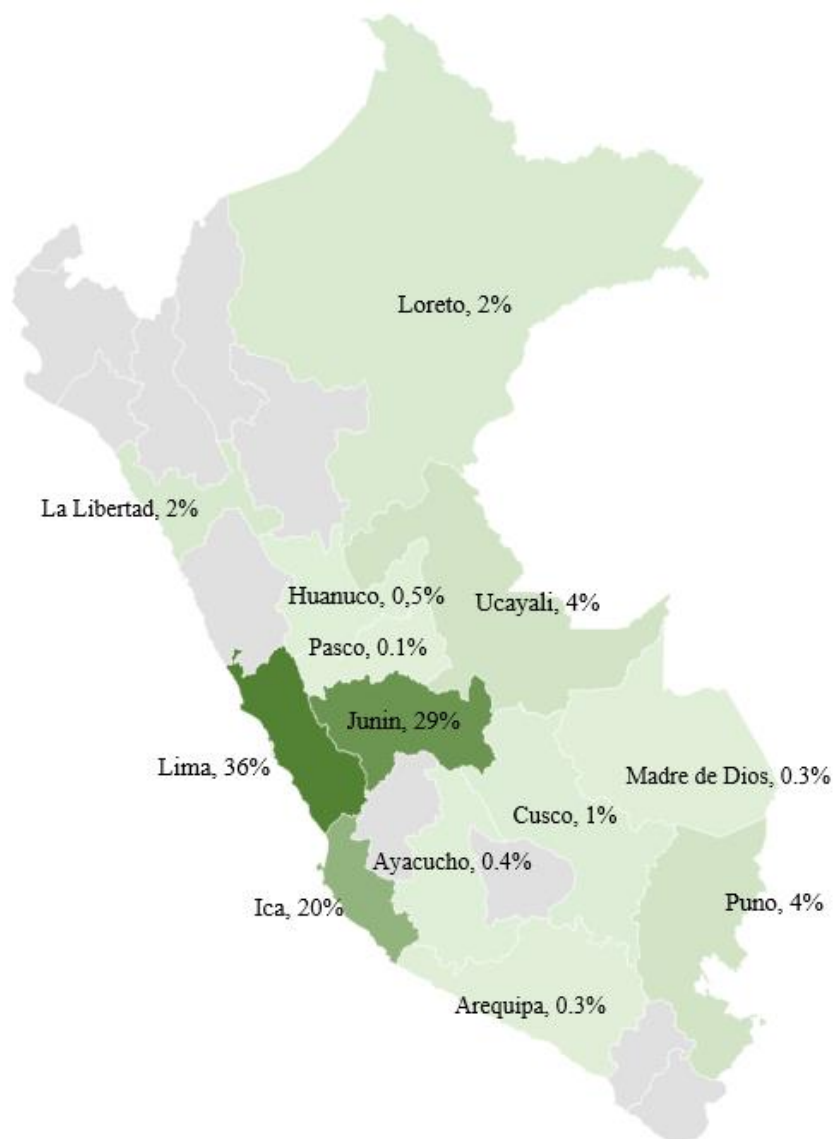 Loreto, 2%
La Libertad, 2%
Huanuco, 0,5%
Ucayali, 4%
Pasco, 0.1%
Junin, 29%
Lima, 36%
Madre de Dios, 0.3%
Cusco, 1%
Ayacucho, 0.4%
Ica, 20%
Puno, 4%
Arequipa, 0.3%